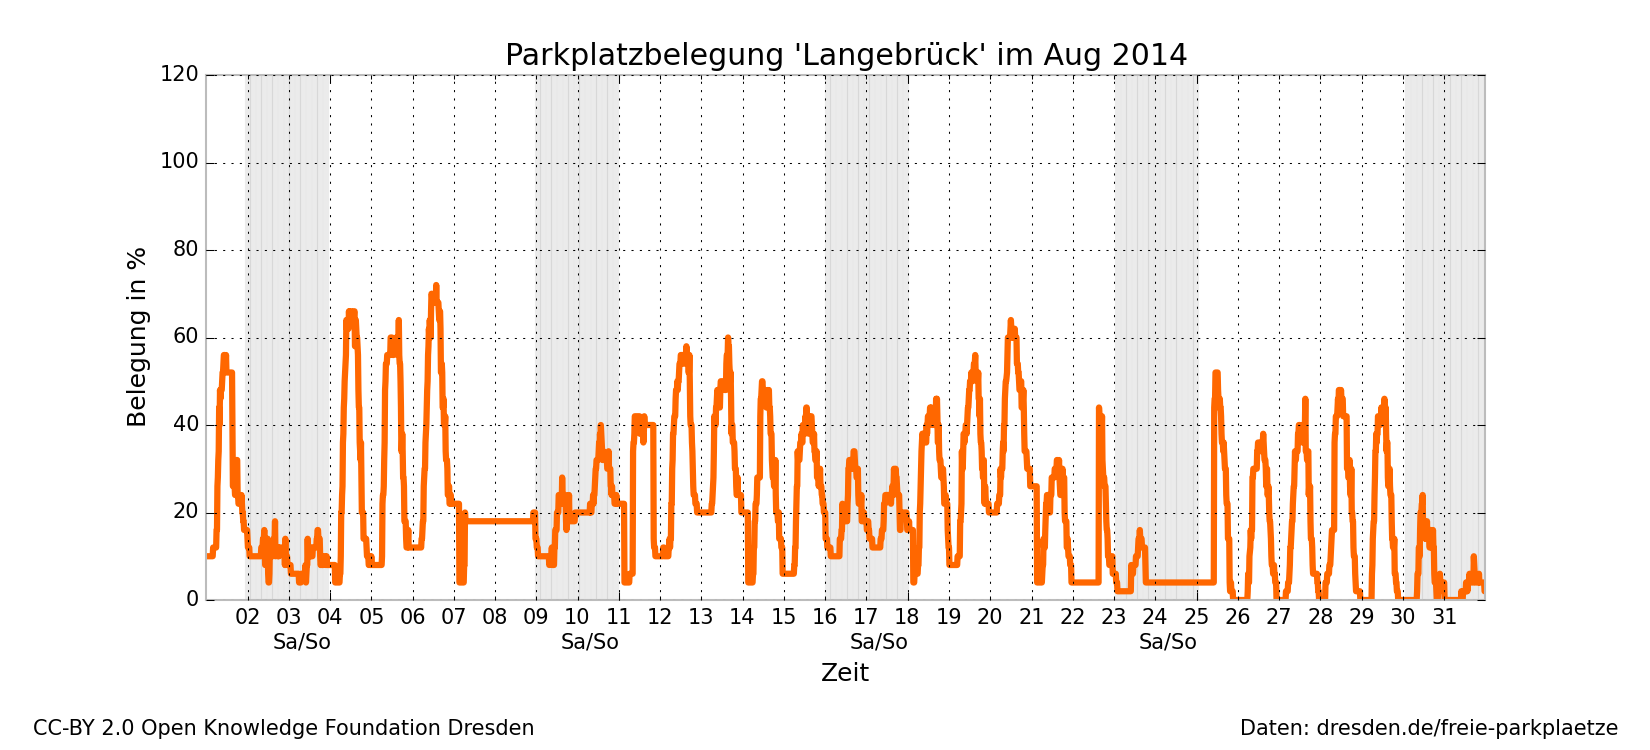 Parkplatzbelegung 'Langebrück' im Aug 2014
120
100
80
60
40
20
0
Belegung in %
02 03 04 05 06 07 08 09 10 11 12 13 14 15 16 17 18 19 20 21 22 23 24 25 26 27 28 29 30 31
Sa/So Sa/So Sa/So Sa/So
Zeit
CC-BY 2.0 Open Knowledge Foundation Dresden
Daten: dresden.de/freie-parkplaetze